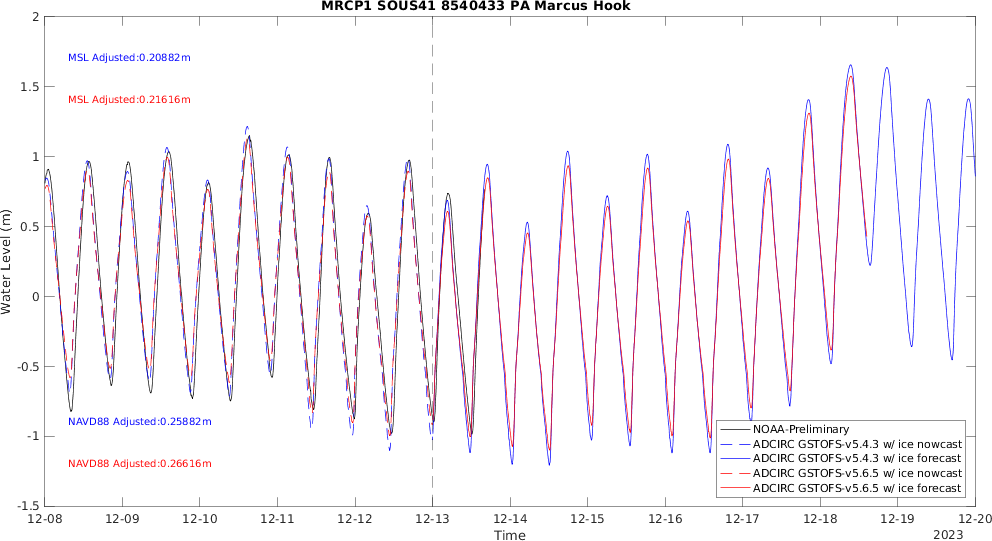 MRCP1 SOUS41 8540433 PA Marcus Hook
2
1.5
1
0.5
0
-0.5
-1
-1.5
Water Level (m)
MSL Adjusted:0.20882m
MSL Adjusted:0.21616m
NAVD88 Adjusted:0.25882m
NAVD88 Adjusted:0.26616m
NOAA-Preliminary
ADCIRC GSTOFS-v5.4.3 w/ ice nowcast
ADCIRC GSTOFS-v5.4.3 w/ ice forecast
ADCIRC GSTOFS-v5.6.5 w/ ice nowcast
ADCIRC GSTOFS-v5.6.5 w/ ice forecast
12-08 12-09 12-10 12-11 12-12 12-13 12-14 12-15 12-16 12-17 12-18 12-19 12-20
Time
2023